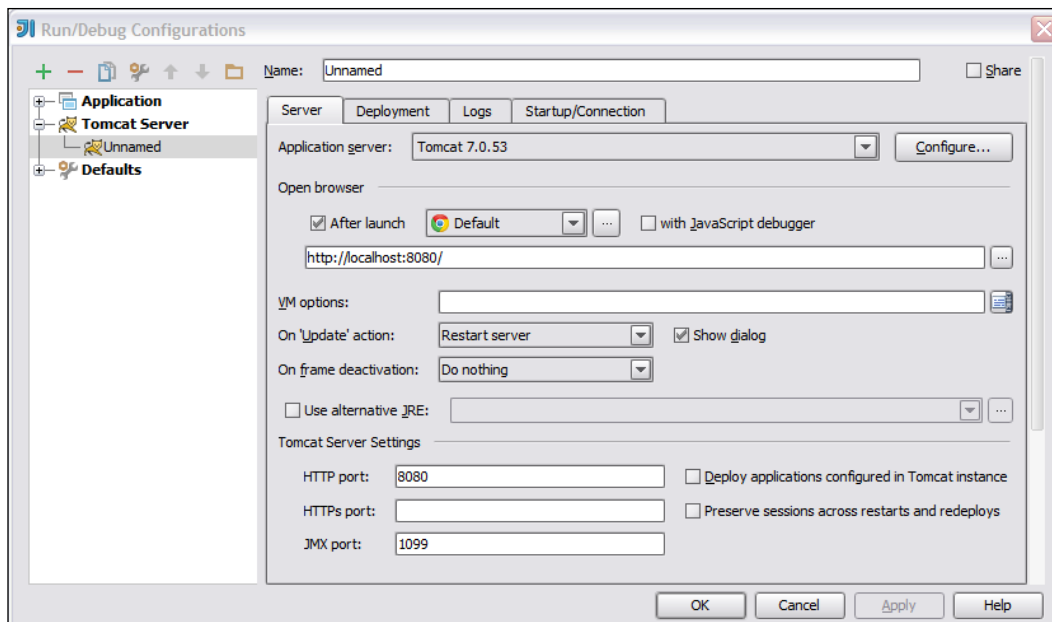 Run/Debug Configurations
Name: Unnamed Share
Application
Tomcat Server
Unnamed
Defaults
Server Deployment Logs Startup/Connection
Application server: Tomcat 7.0.53 Configure...
Open browser
After launch Default ... with JavaScript debugger
http://localhost:8080/ ...
VM options:
On 'Update' action: Restart server Show dialog
On frame deactivation: Do nothing
Use alternative JRE: ...
Tomcat Server Settings
HTTP port: 8080 Deploy applications configured in Tomcat instance
HTTPs port: Preserve sessions across restarts and redeploys
JMX port: 1099
OK Cancel Apply Help